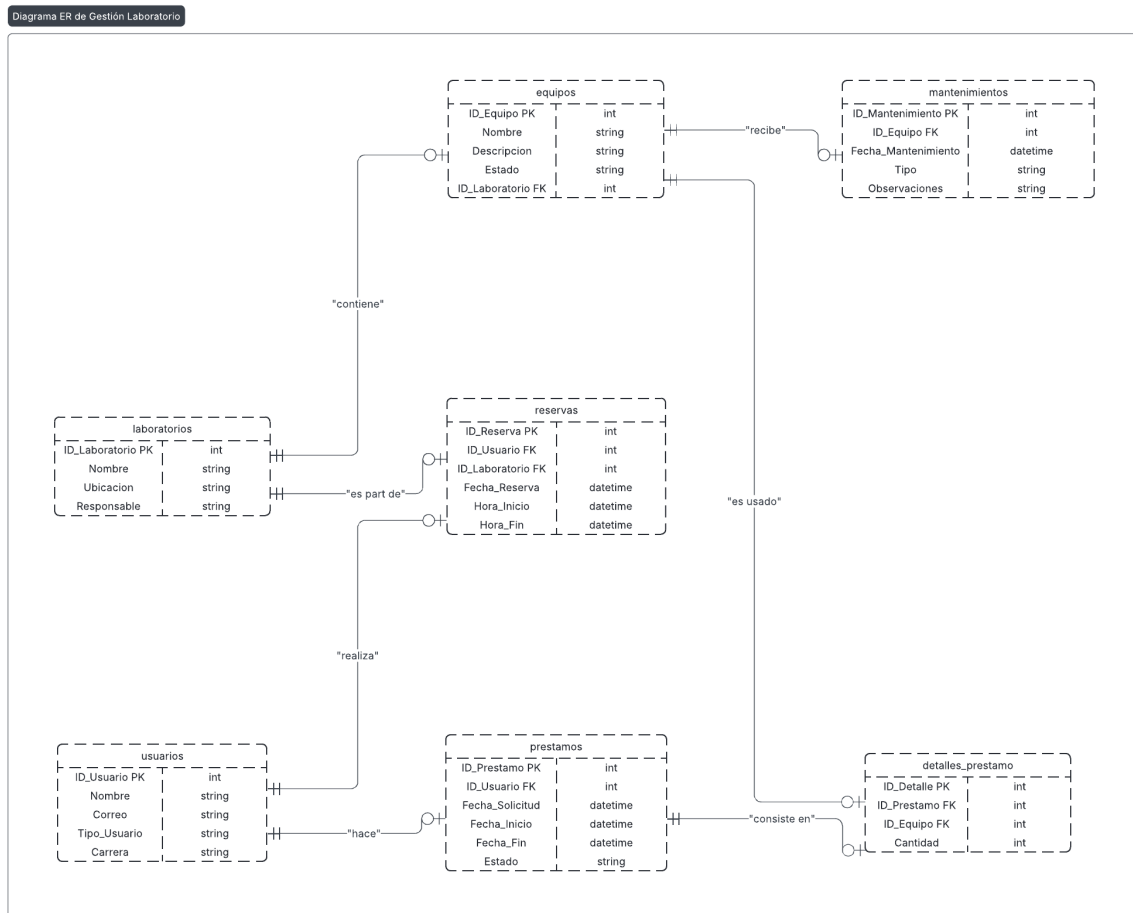 Diagrama ER de Gestión Laboratorio
equipos
ID_Equipo PK int
Nombre string
Descripcion string
Estado string
ID_Laboratorio FK int
mantenimientos
ID_Mantenimiento PK int
ID_Equipo FK int
Fecha_Mantenimiento datetime
Tipo string
Observaciones string
"recibe"
"contiene"
laboratorios
ID_Laboratorio PK int
Nombre string
Ubicacion string
Responsable string
reservas
ID_Reserva PK int
ID_Usuario FK int
ID_Laboratorio FK int
Fecha_Reserva datetime
Hora_Inicio datetime
Hora_Fin datetime
"es part de"
"es usado"
"realiza"
usuarios
ID_Usuario PK int
Nombre string
Correo string
Tipo_Usuario string
Carrera string
"hace"
prestamos
ID_Prestamo PK int
ID_Usuario FK int
Fecha_Solicitud datetime
Fecha_Inicio datetime
Fecha_Fin datetime
Estado string
"consiste en"
detalles_prestamo
ID_Detalle PK int
ID_Prestamo FK int
ID_Equipo FK int
Cantidad int